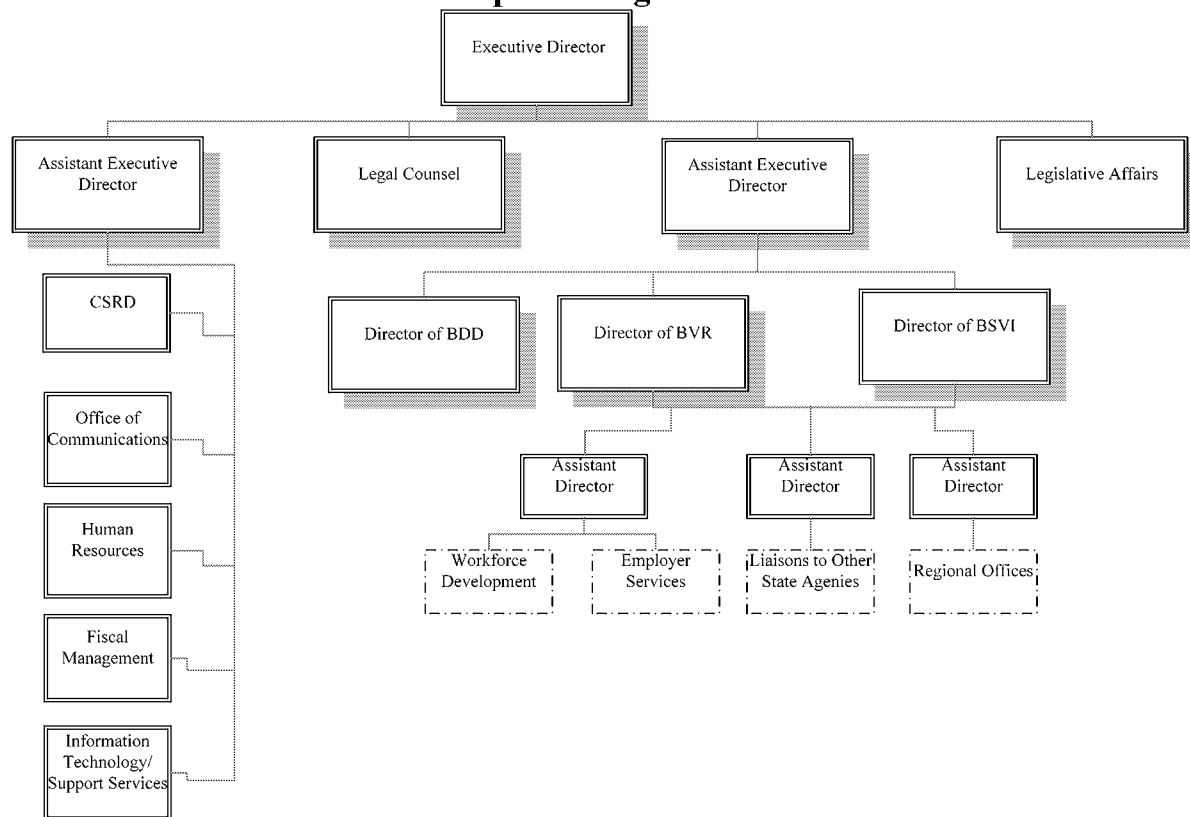 Executive Director
Assistant Executive
Director
Legal Counsel
Assistant Executive
Director
Legislative Affairs
CSRD
Director of BDD
Director of BVR
Director of BSVI
Office of
Communications
Assistant
Director
Assistant
Director
Assistant
Director
Human
Resources
Workforce
Development
Employer
Services
Liaisons to Other
State Agenies
Regional Offices
Fiscal
Management
Information
Technology/
Support Services